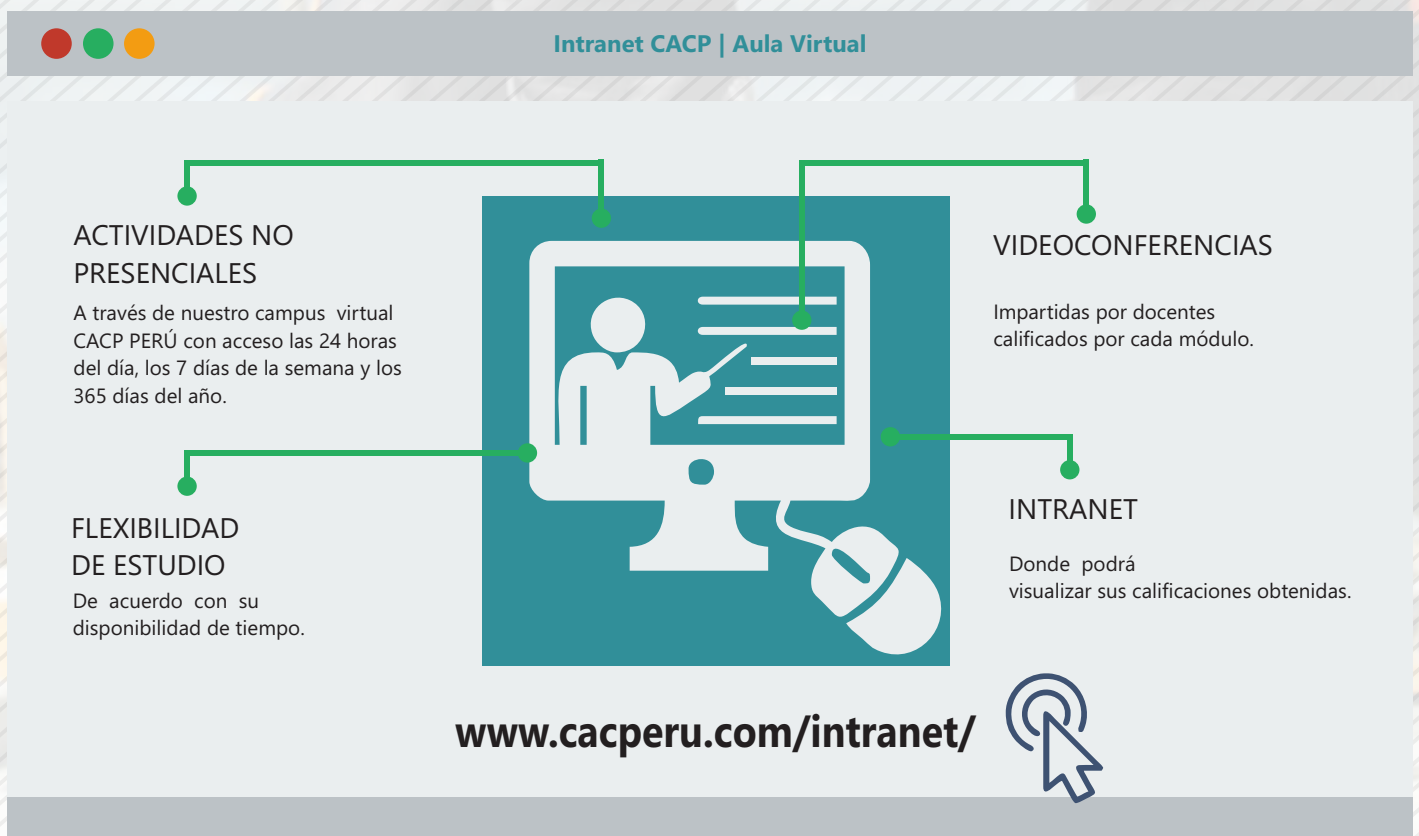 Intranet CACP | Aula Virtual
ACTIVIDADES NO
PRESENCIALES
A través de nuestro campus virtual
CACP PERÚ con acceso las 24 horas
del día, los 7 días de la semana y los
365 días del año.
VIDEOCONFERENCIAS
Impartidas por docentes
calificados por cada módulo.
FLEXIBILIDAD
DE ESTUDIO
De acuerdo con su
disponibilidad de tiempo.
INTRANET
Donde podrá
visualizar sus calificaciones obtenidas.
www.cacperu.com/intranet/